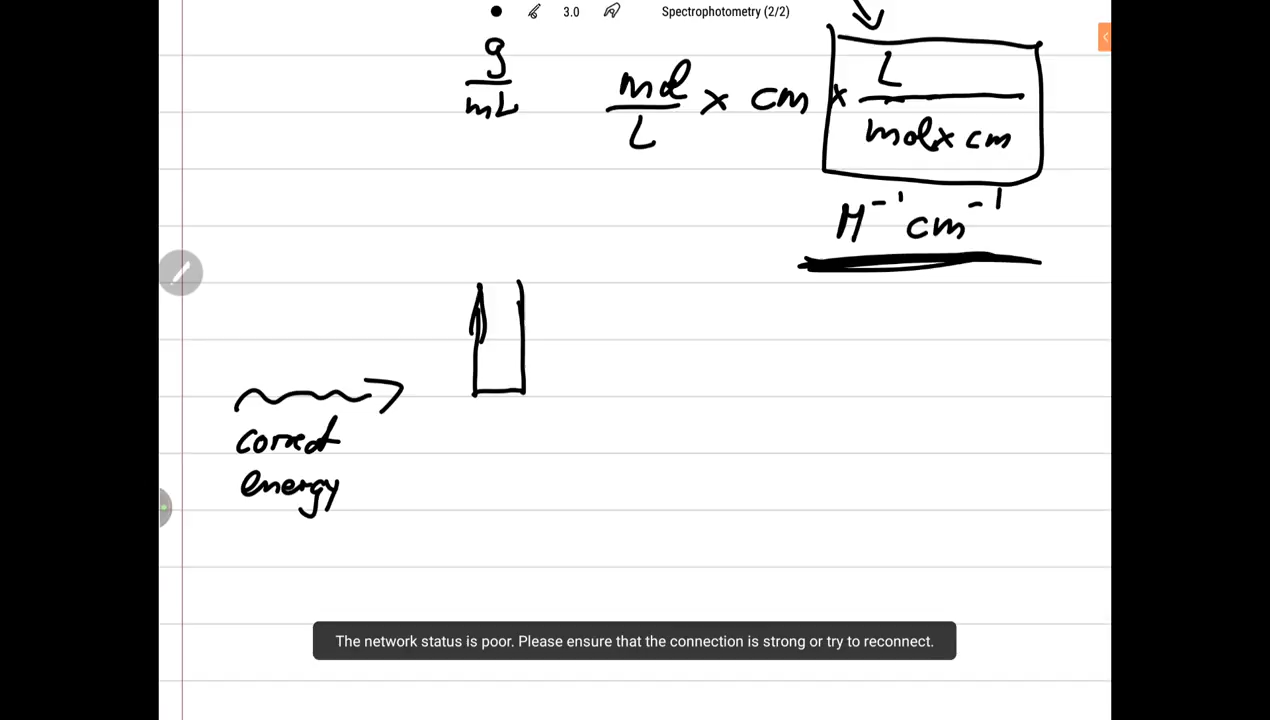 3.0 Spectrophotometry (2/2)
g/mL mol/L x cm x L/mol x cm
M⁻¹ cm⁻¹
correct
energy
The network status is poor. Please ensure that the connection is strong or try to reconnect.